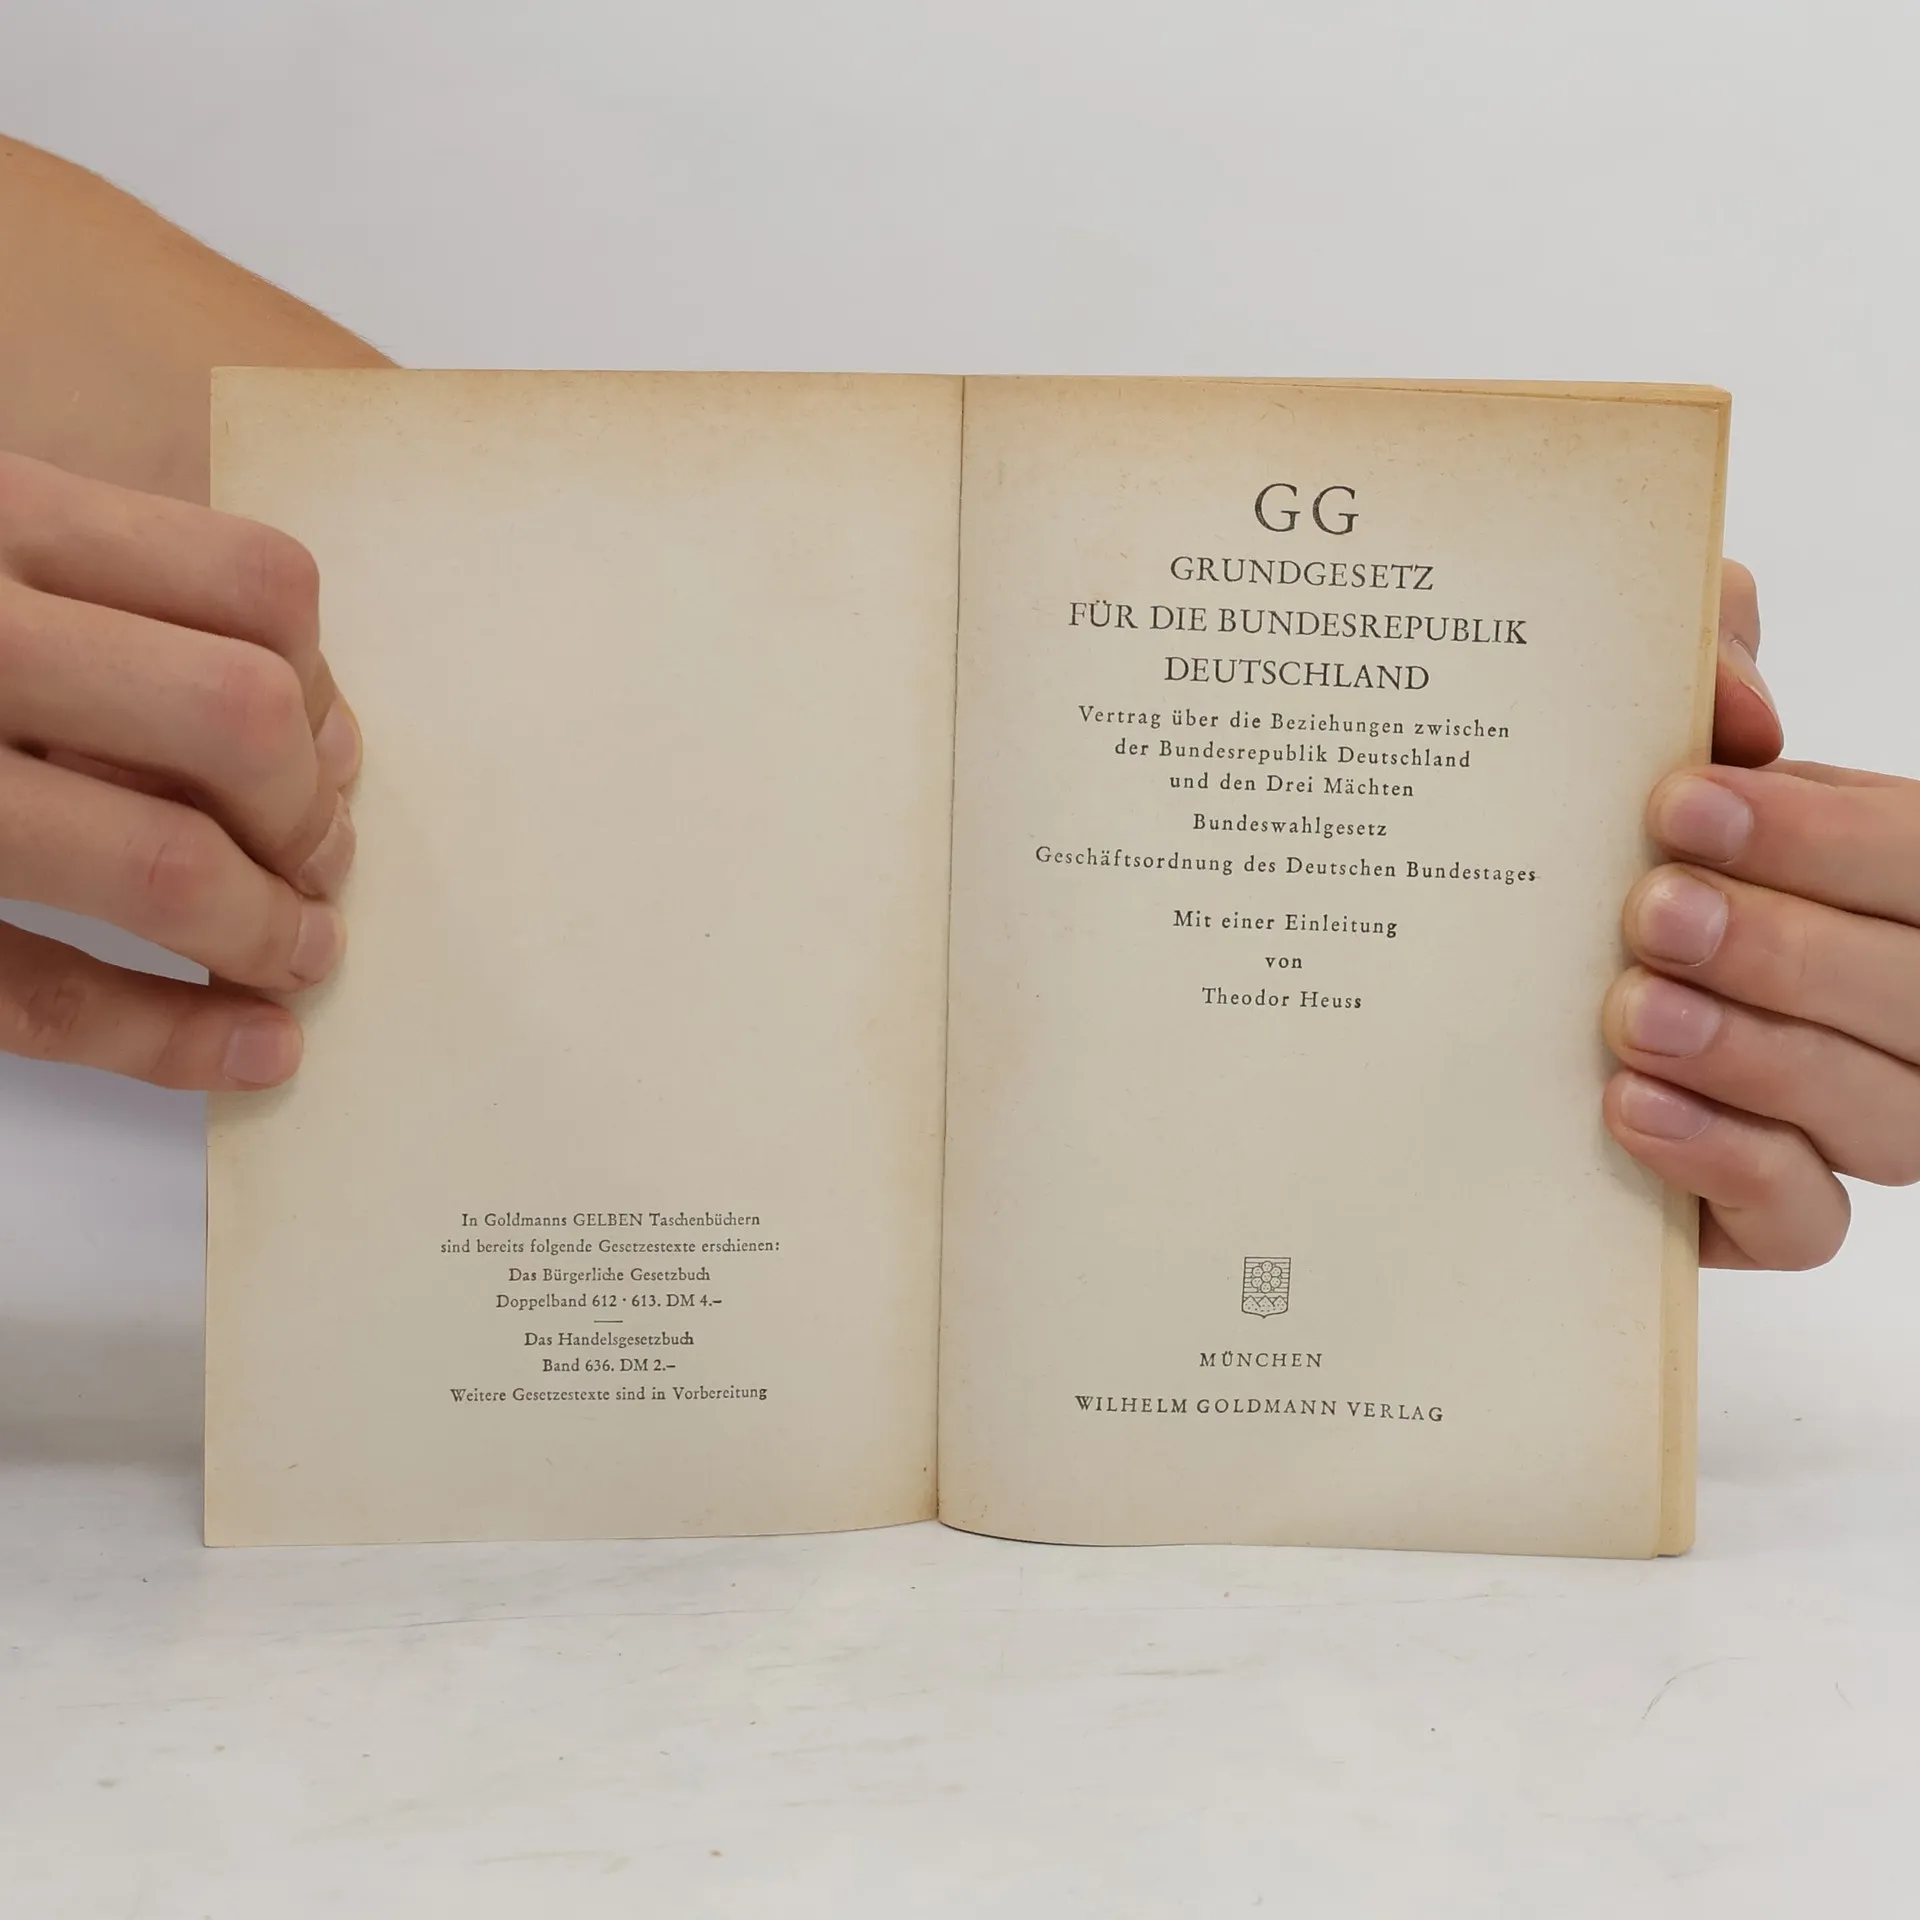 In Goldmanns GELBEN Taschenbüchern
sind bereits folgende Gesetzestexte erschienen:
Das Bürgerliche Gesetzbuch
Doppelband 612 · 613. DM 4.–
Das Handelsgesetzbuch
Band 636. DM 2.–
Weitere Gesetzestexte sind in Vorbereitung
GG
GRUNDGESETZ
FÜR DIE BUNDESREPUBLIK
DEUTSCHLAND
Vertrag über die Beziehungen zwischen
der Bundesrepublik Deutschland
und den Drei Mächten
Bundeswahlgesetz
Geschäftsordnung des Deutschen Bundestages
Mit einer Einleitung
von
Theodor Heuss
MÜNCHEN
WILHELM GOLDMANN VERLAG